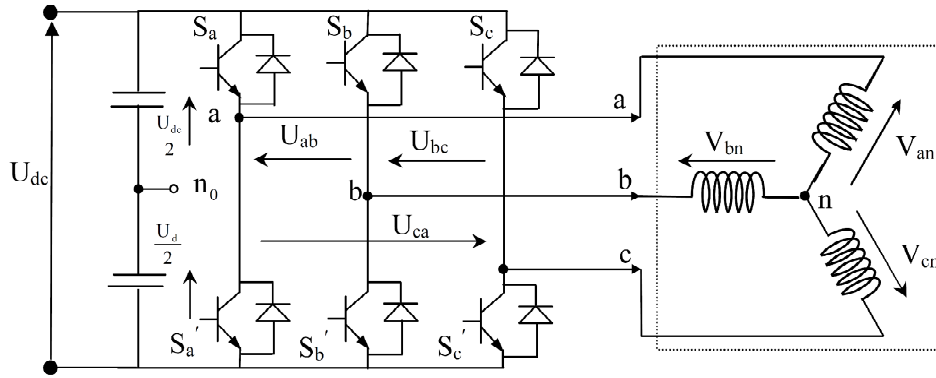 Sa Sb Sc
a
a
Udc
2
Uab
Ubc
Vbn
Van
Udc
n0
b
b
n
Ud
2
Uca
c
Vcn
Sa′ Sb′ Sc′